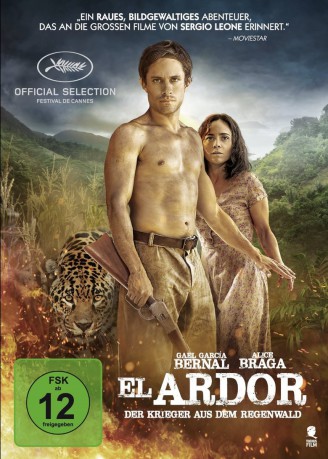 „EIN RAUES, BILDGEWALTIGES ABENTEUER,
DAS AN DIE GROSSEN FILME VON SERGIO LEONE ERINNERT.“
– MOVIESTAR
OFFICIAL SELECTION
FESTIVAL DE CANNES
GAEL GARCÍA BERNAL
ALICE BRAGA
EL ARDOR
DER KRIEGER AUS DEM REGENWALD
FSK
ab
12
freigegeben